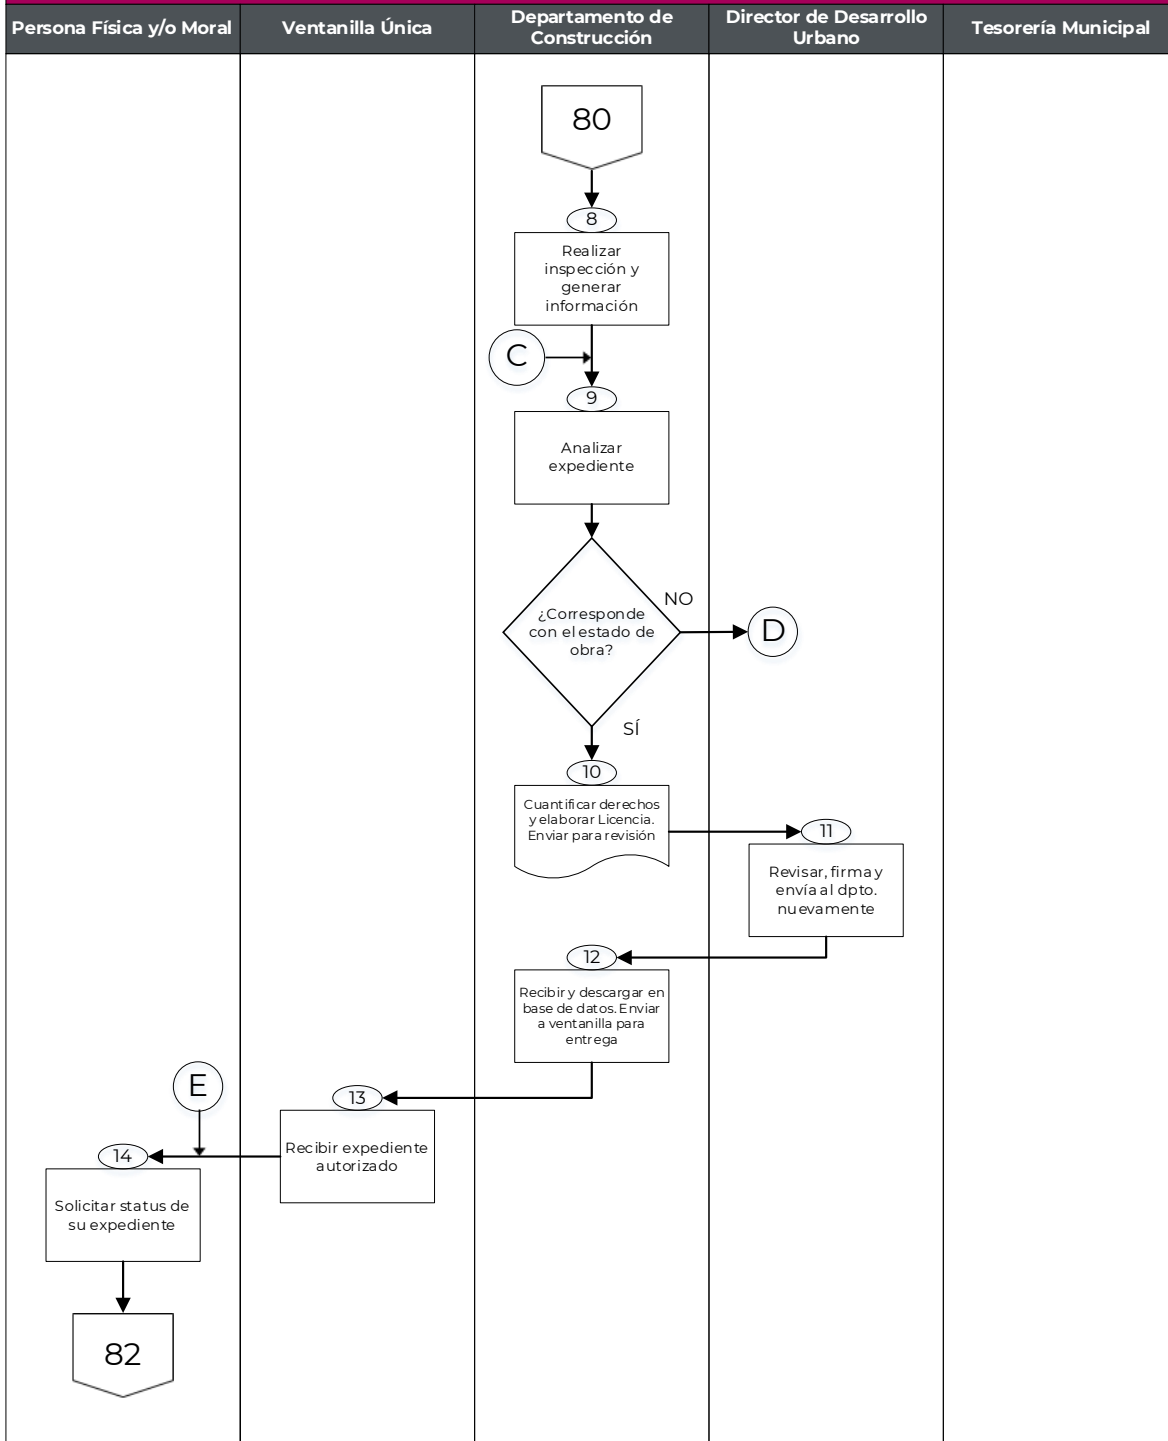 Persona Física y/o Moral
Ventanilla Única
Departamento de
Construcción
Director de Desarrollo
Urbano
Tesorería Municipal
80
8
Realizar
inspección y
generar
información
C
9
Analizar
expediente
¿Corresponde
con el estado de
obra?
NO
D
SÍ
10
Cuantificar derechos
y elaborar Licencia.
Enviar para revisión
11
Revisar, firma y
envía al dpto.
nuevamente
12
Recibir y descargar en
base de datos. Enviar
a ventanilla para
entrega
E
13
Recibir expediente
autorizado
14
Solicitar status de
su expediente
82